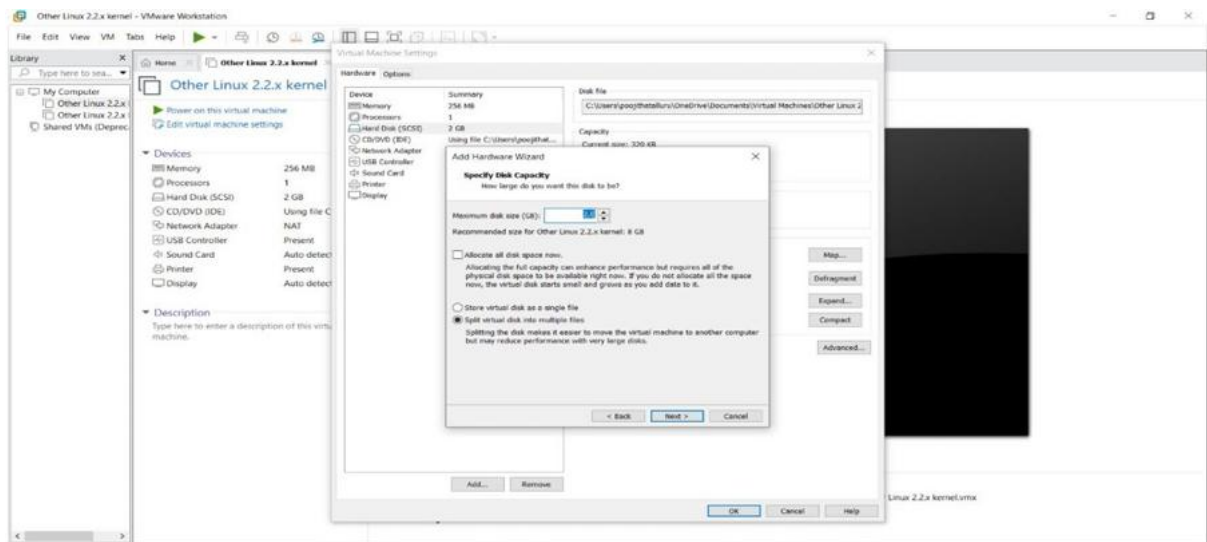 Other Linux 2.2.x kernel - VMware Workstation
File Edit View VM Tabs Help
Library
Type here to sea...
My Computer
Other Linux 2.2.x
Other Linux 2.2.x
Shared VMs (Deprec
Home
Other Linux 2.2.x kernel
Other Linux 2.2.x kernel
Power on this virtual machine
Edit virtual machine settings
Devices
Memory 256 MB
Processors 1
Hard Disk (SCSI) 2 GB
CD/DVD (IDE) Using file C
Network Adapter NAT
USB Controller Present
Sound Card Auto detect
Printer Present
Display Auto detect
Description
Type here to enter a description of this virtu
machine.
Virtual Machine Settings
Hardware Options
Device Summary
Memory 256 MB
Processors 1
Hard Disk (SCSI) 2 GB
CD/DVD (IDE) Using file C:\Users\poojithat...
Network Adapter
USB Controller
Sound Card
Printer
Display
Add... Remove
Disk file
C:\Users\poojithatalluru\OneDrive\Documents\Virtual Machines\Other Linux 2
Capacity
Current size: 320 KB
Map...
Defragment
Expand...
Compact
Advanced...
Add Hardware Wizard
Specify Disk Capacity
How large do you want this disk to be?
Maximum disk size (GB): 2.0
Recommended size for Other Linux 2.2.x kernel: 8 GB
Allocate all disk space now.
Allocating the full capacity can enhance performance but requires all of the
physical disk space to be available right now. If you do not allocate all the space
now, the virtual disk starts small and grows as you add data to it.
Store virtual disk as a single file
Split virtual disk into multiple files
Splitting the disk makes it easier to move the virtual machine to another computer
but may reduce performance with very large disks.
< Back Next > Cancel
OK Cancel Help
Linux 2.2.x kernel.vmx